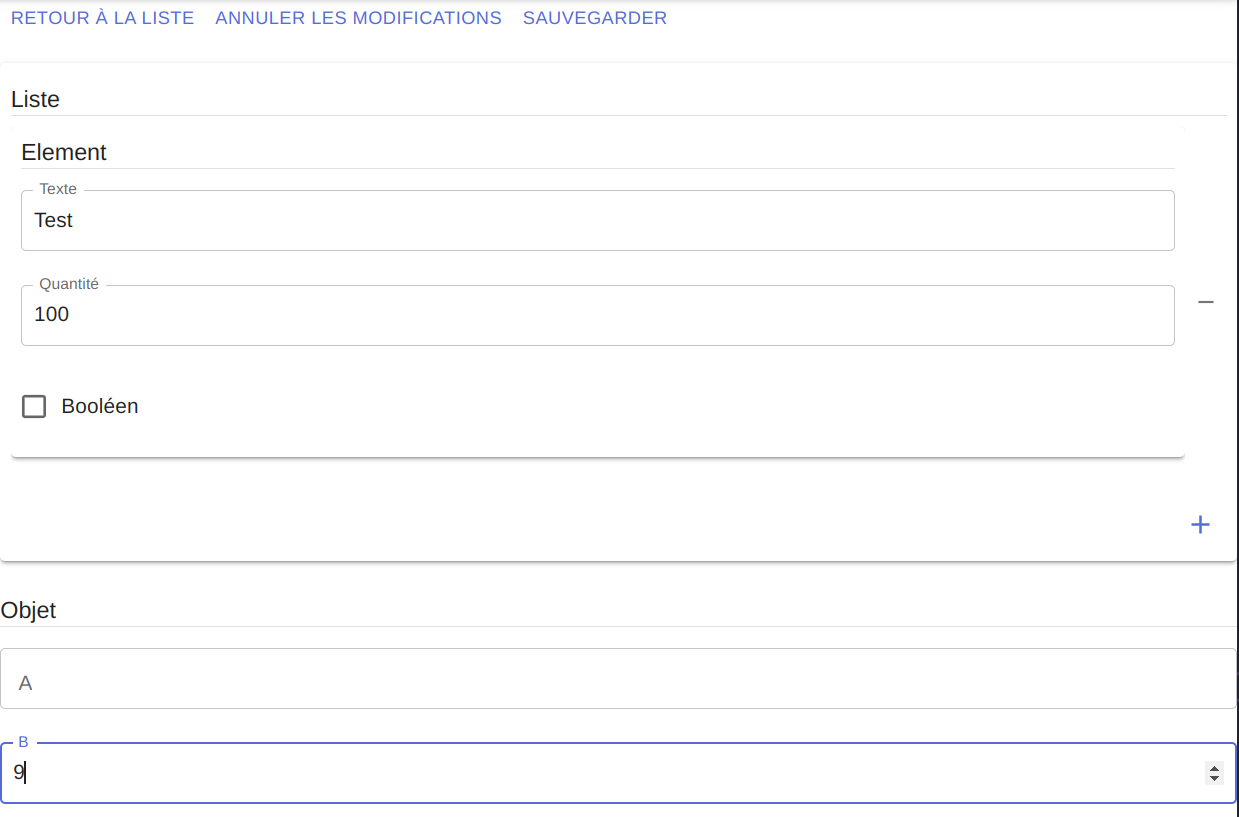 RETOUR À LA LISTE ANNULER LES MODIFICATIONS SAUVEGARDER
Liste
Element
Texte
Test
Quantité
100
Booléen
Objet
A
B
9